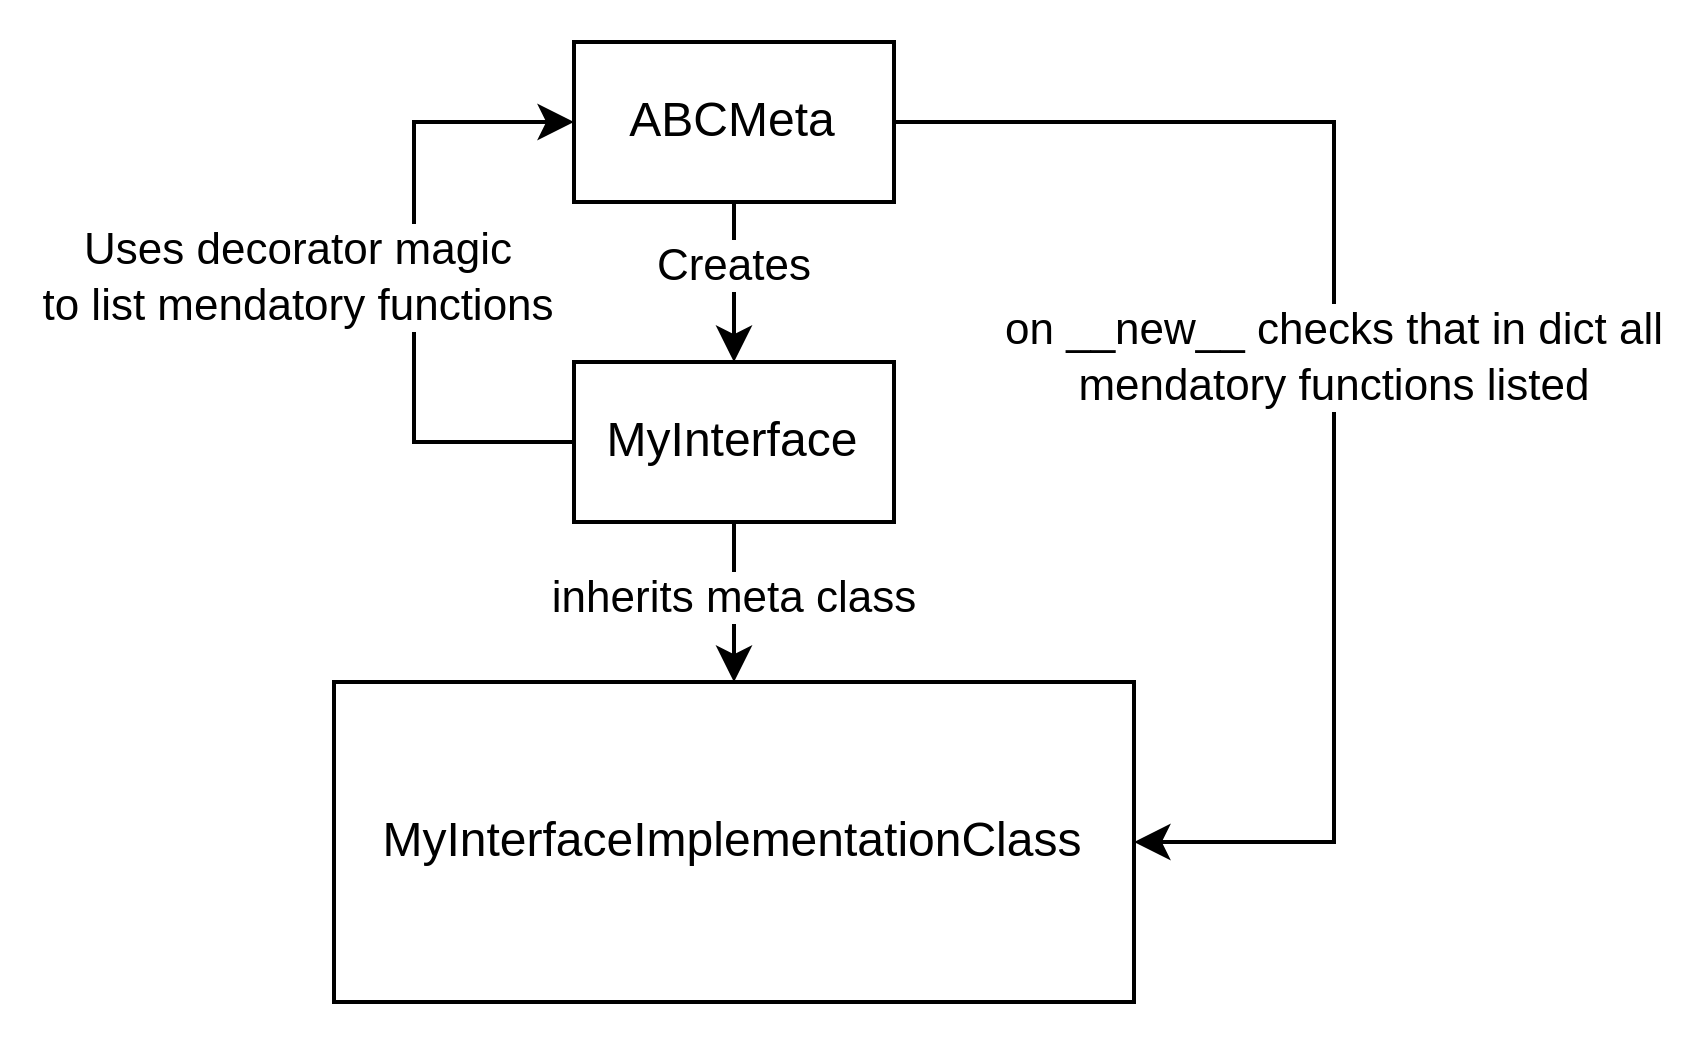 ABCMeta
Uses decorator magic
to list mendatory functions
Creates
on __new__ checks that in dict all
mendatory functions listed
MyInterface
inherits meta class
MyInterfaceImplementationClass